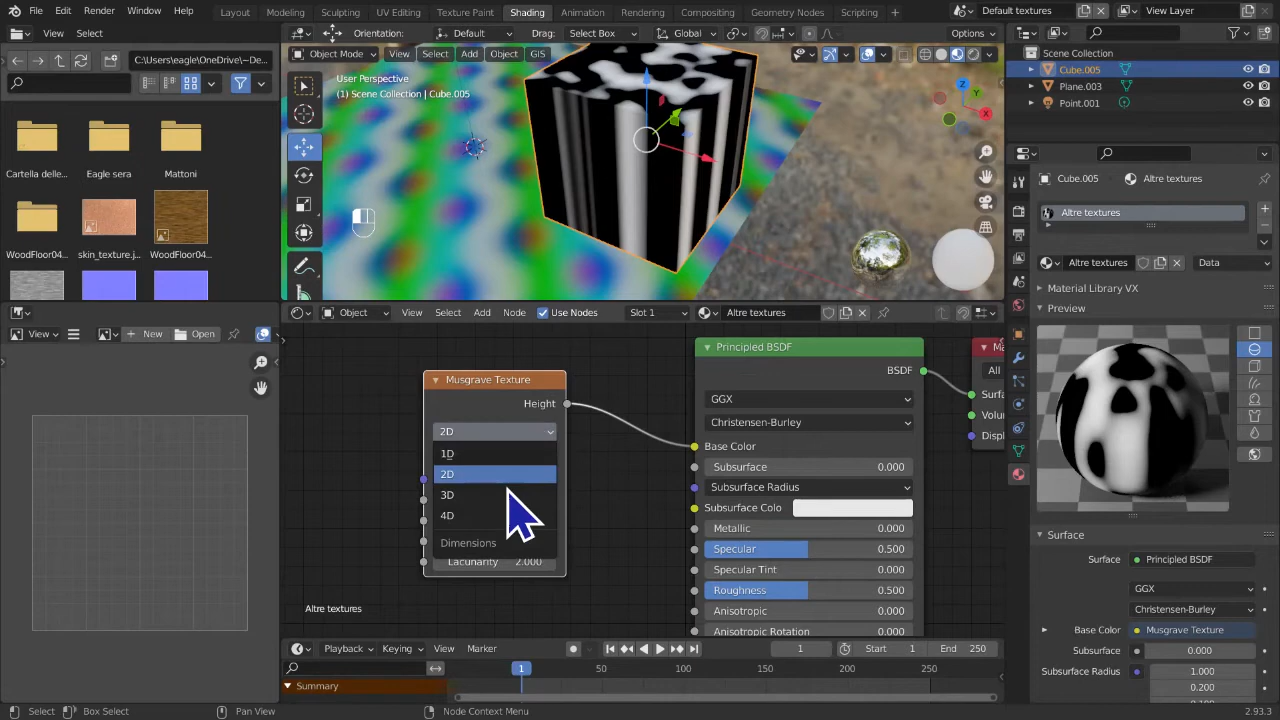 File Edit Render Window Help Layout Modeling Sculpting UV Editing Texture Paint Shading Animation Rendering Compositing Geometry Nodes Scripting + Default textures View Layer
Orientation: Default Drag: Select Box Global Options
View Select
Object Mode View Select Add Object GIS
C:\Users\eagle\OneDrive\~De...
User Perspective
(1) Scene Collection | Cube.005
Z
Y
X
Cartella delle... Eagle sera Mattoni
WoodFloor04... skin_texture.j... WoodFloor04...
Scene Collection
Cube.005
Plane.003
Point.001
Cube.005 Altre textures
Altre textures
Altre textures Data
Material Library VX
Preview
View New Open
Object View Select Add Node Use Nodes Slot 1 Altre textures
Musgrave Texture
Height
2D
1D
2D
3D
4D
Dimensions
Lacunarity 2.000
Altre textures
Principled BSDF
BSDF
GGX
Christensen-Burley
Base Color
Subsurface 0.000
Subsurface Radius
Subsurface Colo
Metallic 0.000
Specular 0.500
Specular Tint 0.000
Roughness 0.500
Anisotropic 0.000
Anisotropic Rotation 0.000
Ma
All
Surfa
Volu
Displ
Surface
Surface Principled BSDF
GGX
Christensen-Burley
Base Color Musgrave Texture
Subsurface 0.000
Subsurface Radius 1.000
0.200
Playback Keying View Marker 1 Start 1 End 250
1 50 100 150 200 250
Summary
Select Box Select Pan View Node Context Menu 2.93.3